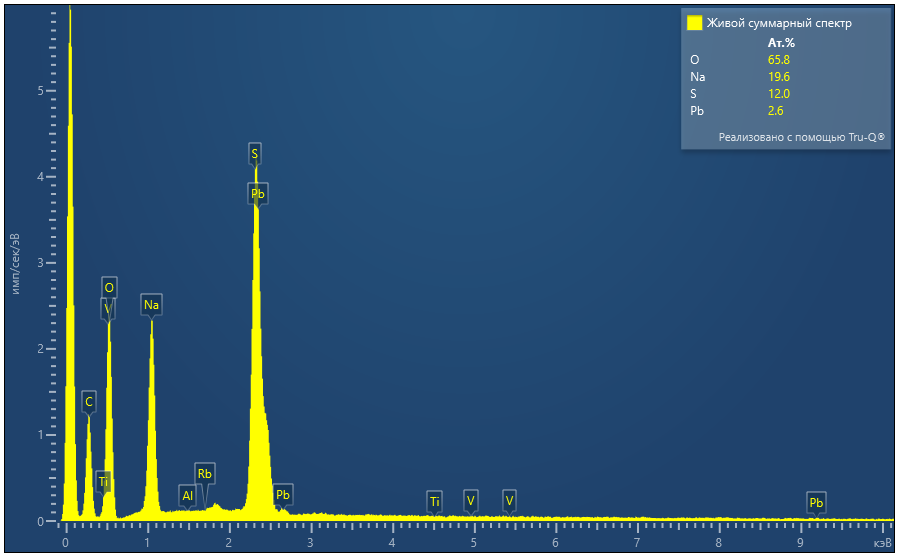 Живой суммарный спектр
Ат.%
O 65.8
Na 19.6
S 12.0
Pb 2.6
Реализовано с помощью Tru-Q®
имп/сек/эВ
5
4
3
2
1
0
S
Pb
O
V
Na
C
Ti
Al
Rb
Pb
Ti
V
V
Pb
0 1 2 3 4 5 6 7 8 9 кэВ